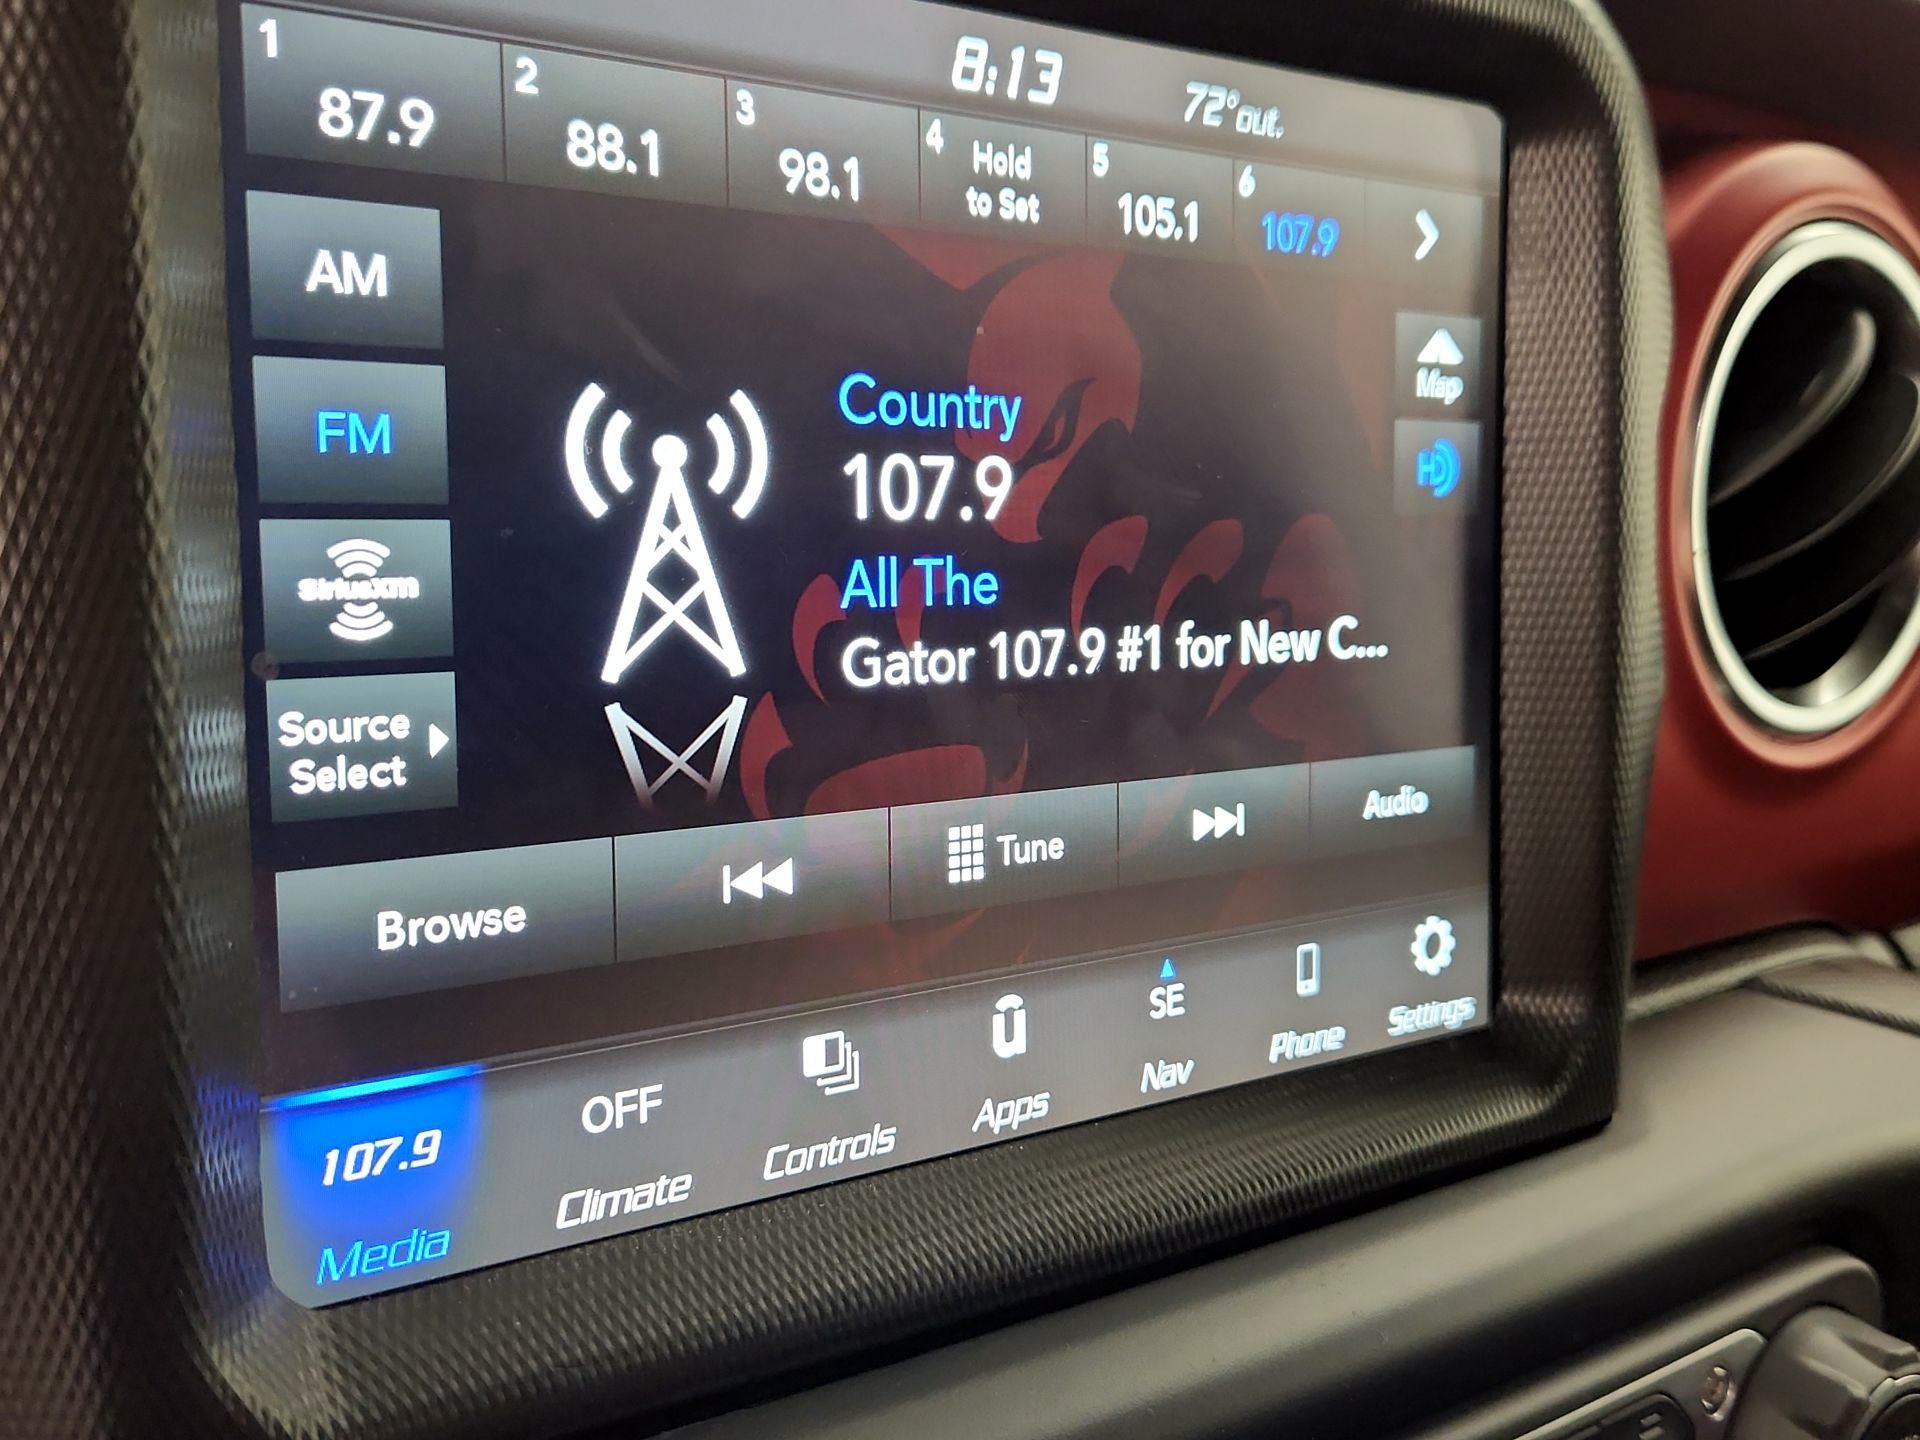 8:13
72°out.
1
87.9
2
88.1
3
98.1
4
Hold
to Set
5
105.1
6
107.9
AM
FM
SiriusXM
Source
Select
Country
107.9
All The
Gator 107.9 #1 for New C...
Map
HD
Browse
Tune
Audio
107.9
Media
OFF
Climate
Controls
u
Apps
SE
Nav
Phone
Settings